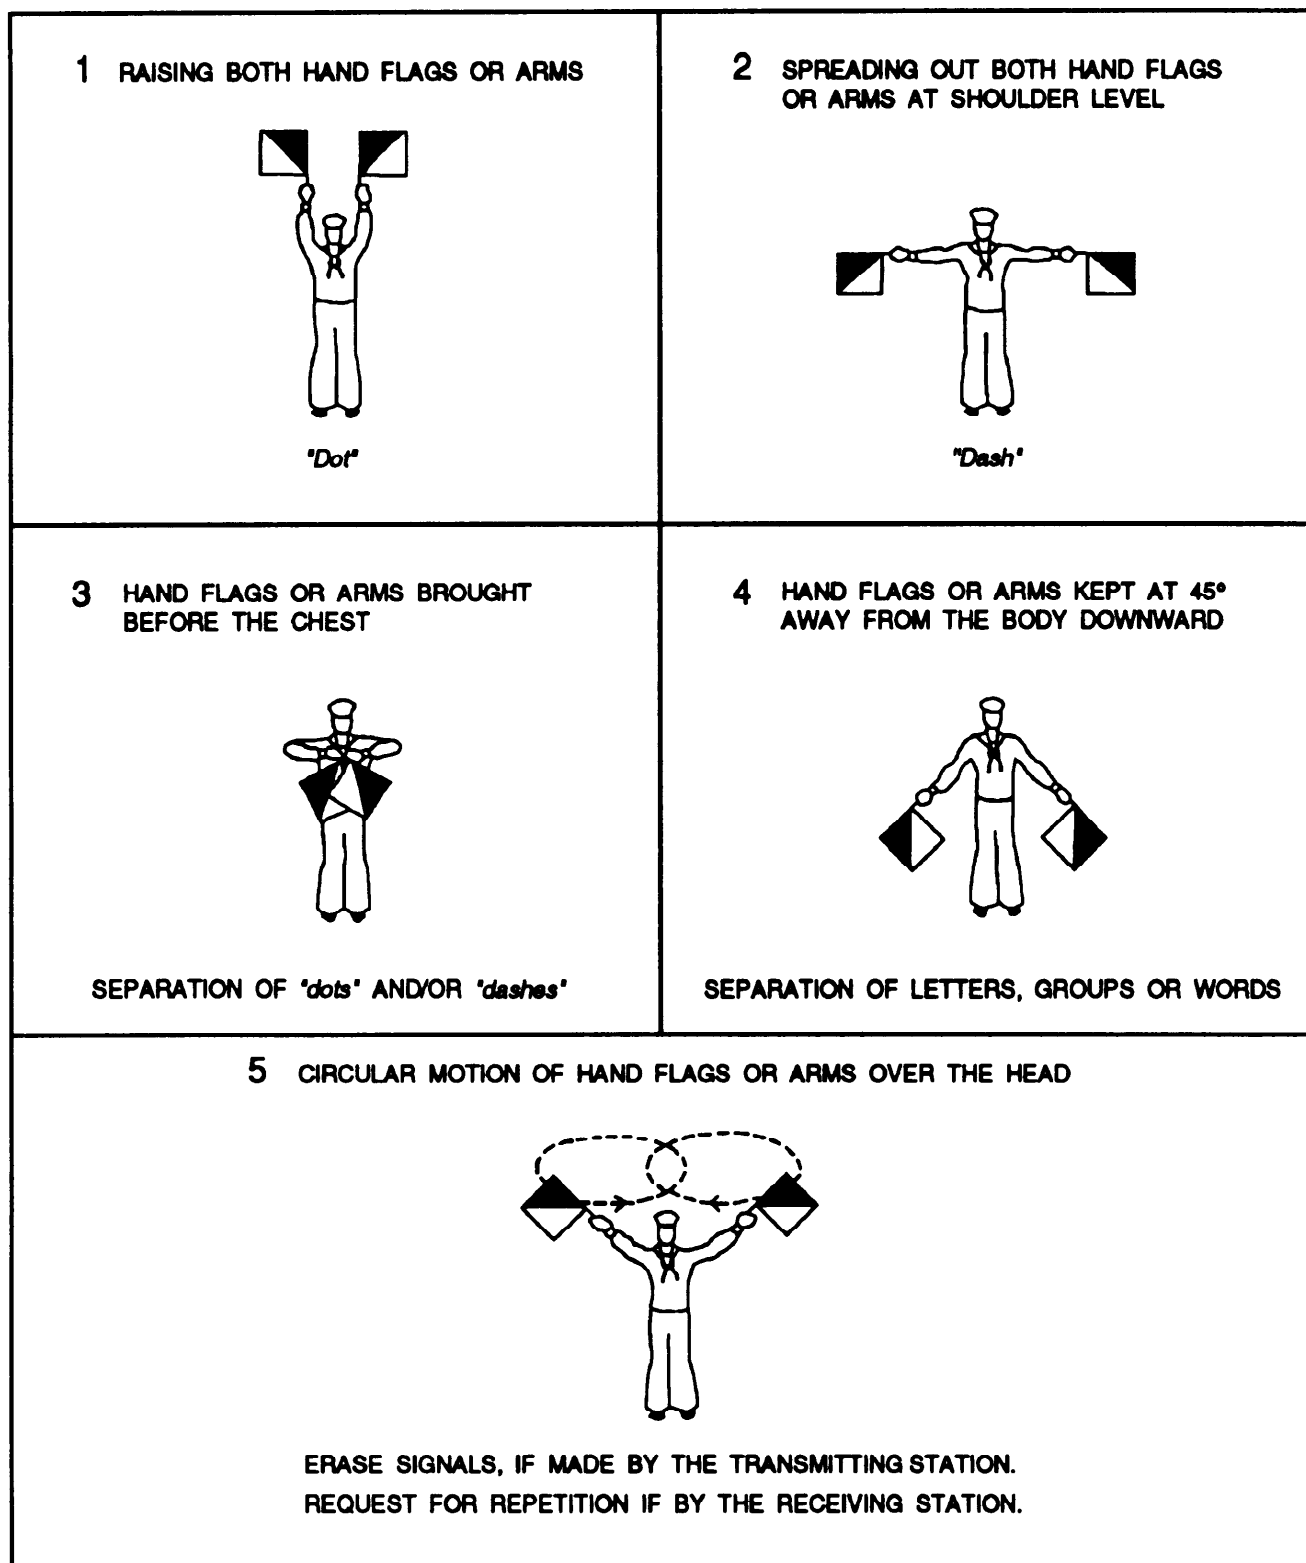 1 RAISING BOTH HAND FLAGS OR ARMS
"Dot"
2 SPREADING OUT BOTH HAND FLAGS
OR ARMS AT SHOULDER LEVEL
"Dash"
3 HAND FLAGS OR ARMS BROUGHT
BEFORE THE CHEST
SEPARATION OF "dots" AND/OR "dashes"
4 HAND FLAGS OR ARMS KEPT AT 45°
AWAY FROM THE BODY DOWNWARD
SEPARATION OF LETTERS, GROUPS OR WORDS
5 CIRCULAR MOTION OF HAND FLAGS OR ARMS OVER THE HEAD
ERASE SIGNALS, IF MADE BY THE TRANSMITTING STATION.
REQUEST FOR REPETITION IF BY THE RECEIVING STATION.